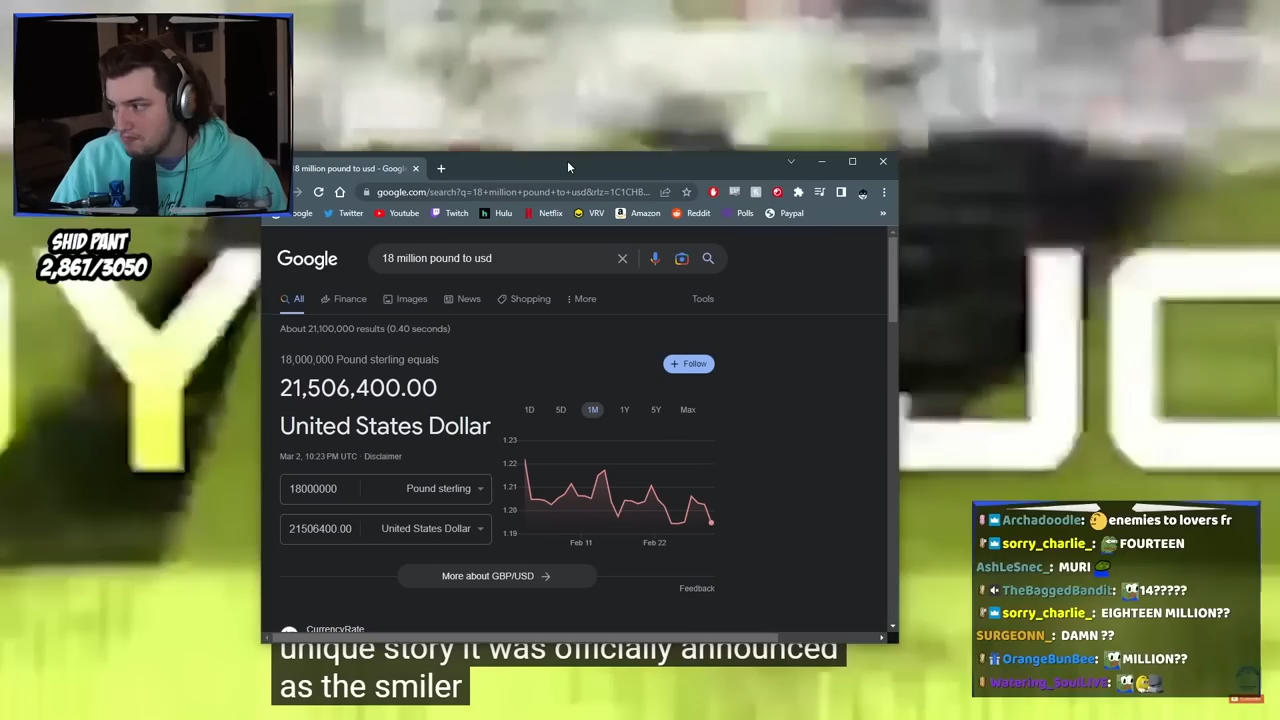 SHID PANT
2,867/3050
18 million pound to usd - Googl
google.com/search?q=18+million+pound+to+usd&rlz=1C1CHB...
oogle Twitter Youtube Twitch Hulu Netflix VRV Amazon Reddit Polls Paypal »
Google
18 million pound to usd
All Finance Images News Shopping More Tools
About 21,100,000 results (0.40 seconds)
18,000,000 Pound sterling equals
+ Follow
21,506,400.00
United States Dollar
Mar 2, 10:23 PM UTC · Disclaimer
18000000 Pound sterling
21506400.00 United States Dollar
1D 5D 1M 1Y 5Y Max
1.23
1.22
1.21
1.20
1.19
Feb 11 Feb 22
More about GBP/USD
Feedback
CurrencyRate
Y
JO
unique story it was officially announced
as the smiler
Archadoodle: enemies to lovers fr
sorry_charlie_: FOURTEEN
AshLeSnec_: MURI
TheBaggedBandit: 14?????
sorry_charlie_: EIGHTEEN MILLION??
SURGEONN_: DAMN ??
OrangeBunBee: MILLION??
Watering_SoulLIVE: